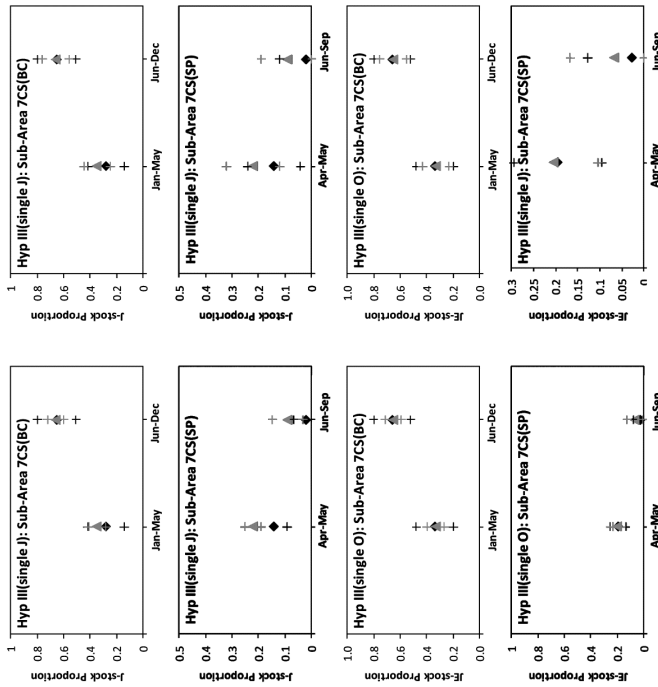 Hyp III(single J): Sub-Area 7CS(BC)
J-stock Proportion
1
0.8
0.6
0.4
0.2
0
Jan-May
Jun-Dec
Hyp III(single J): Sub-Area 7CS(BC)
J-stock Proportion
1
0.8
0.6
0.4
0.2
0
Jan-May
Jun-Dec
Hyp III(single J): Sub-Area 7CS(SP)
J-stock Proportion
0.5
0.4
0.3
0.2
0.1
0
Apr-May
Jun-Sep
Hyp III(single J): Sub-Area 7CS(SP)
J-stock Proportion
0.5
0.4
0.3
0.2
0.1
0
Apr-May
Jun-Sep
Hyp III(single O): Sub-Area 7CS(BC)
JE-stock Proportion
1.0
0.8
0.6
0.4
0.2
0.0
Jan-May
Jun-Dec
Hyp III(single O): Sub-Area 7CS(BC)
JE-stock Proportion
1.0
0.8
0.6
0.4
0.2
0.0
Jan-May
Jun-Dec
Hyp III(single O): Sub-Area 7CS(SP)
JE-stock Proportion
1
0.8
0.6
0.4
0.2
0
Apr-May
Jun-Sep
Hyp III(single J): Sub-Area 7CS(SP)
JE-stock Proportion
0.3
0.25
0.2
0.15
0.1
0.05
0
Apr-May
Jun-Sep